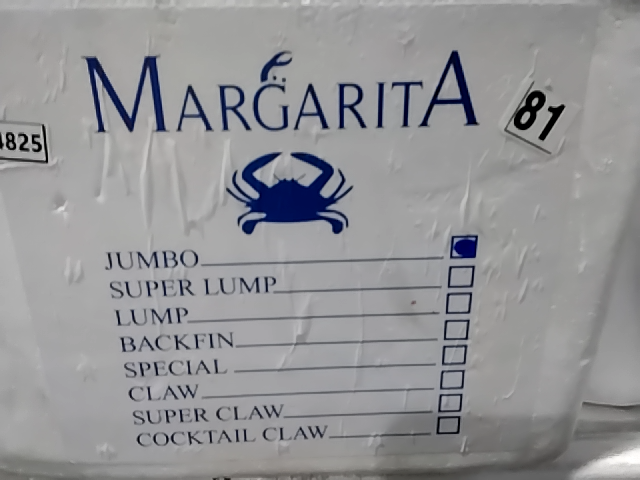 MARGARITA
81
4825
JUMBO
SUPER LUMP
LUMP
BACKFIN
SPECIAL
CLAW
SUPER CLAW
COCKTAIL CLAW